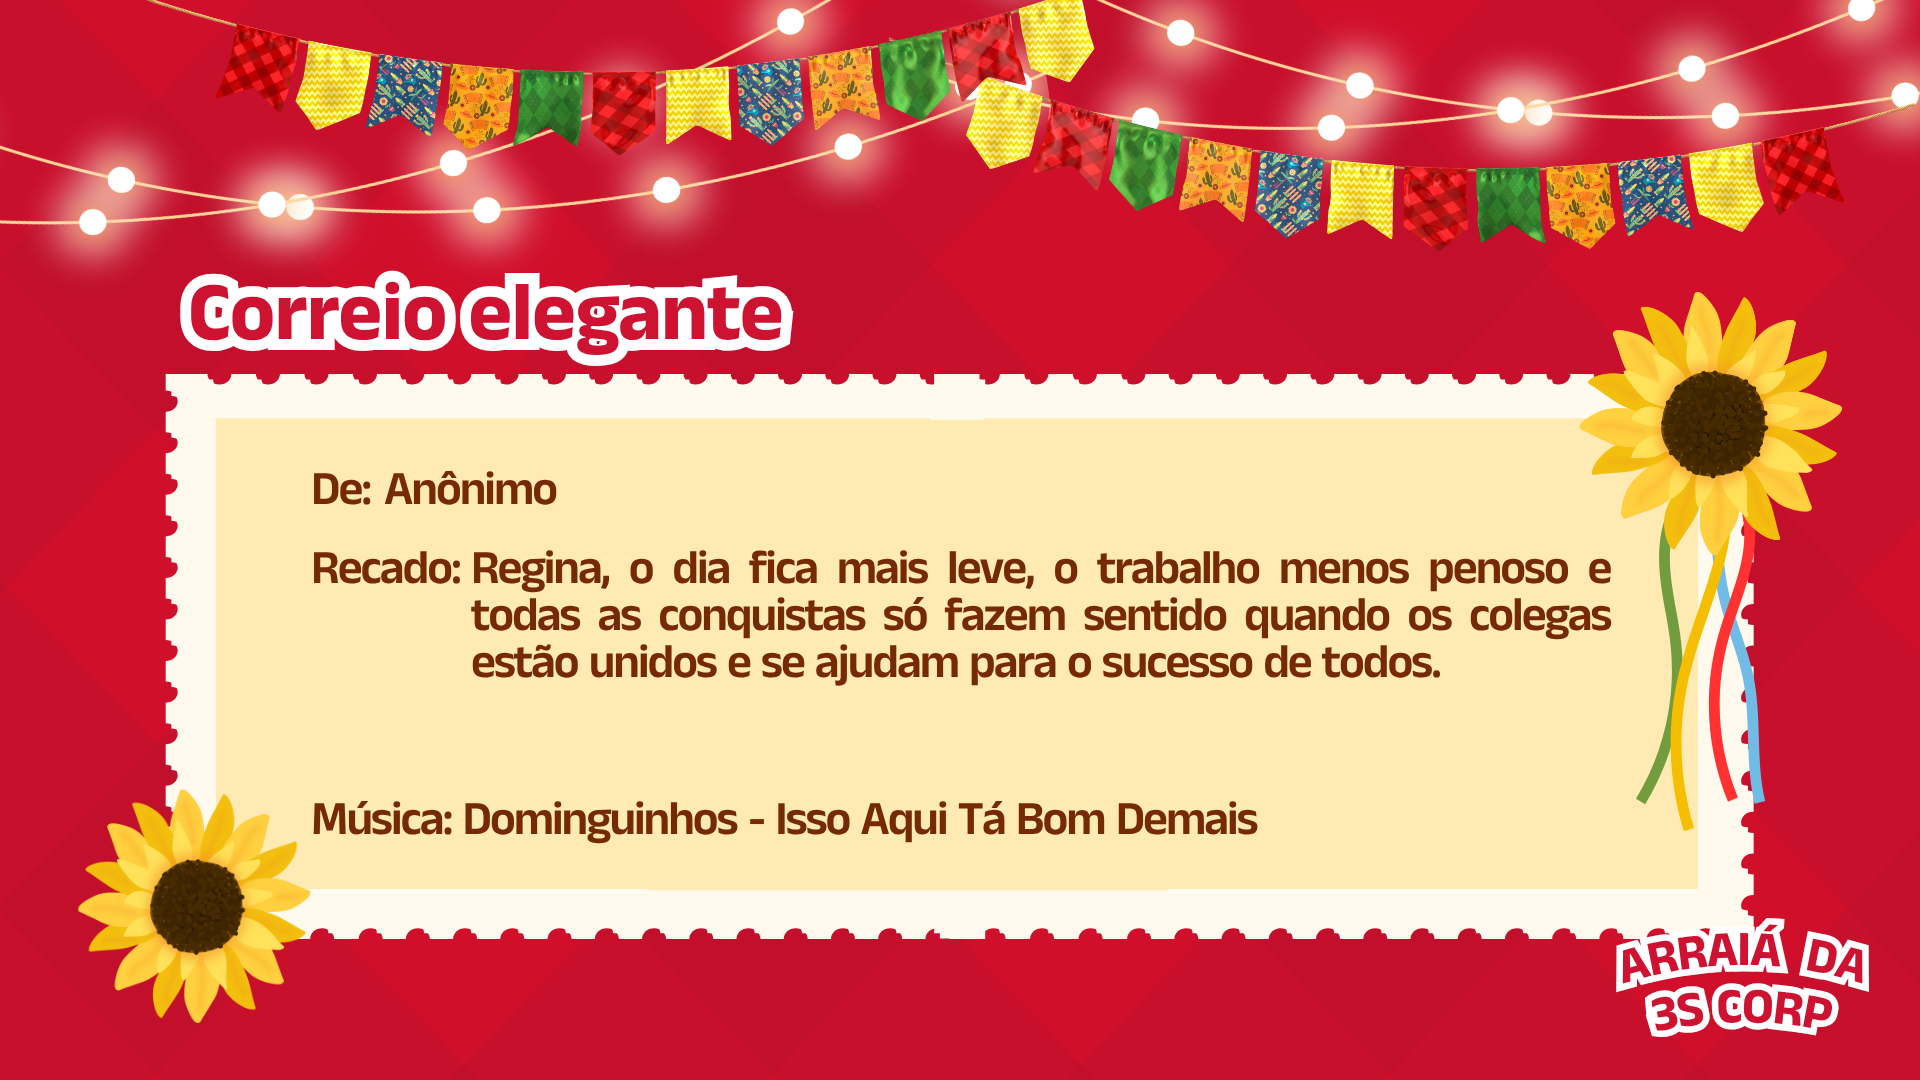 Correio elegante
De: Anônimo
Recado: Regina, o dia fica mais leve, o trabalho menos penoso e
todas as conquistas só fazem sentido quando os colegas
estão unidos e se ajudam para o sucesso de todos.
Música: Dominguinhos - Isso Aqui Tá Bom Demais
ARRAIÁ DA
3S CORP